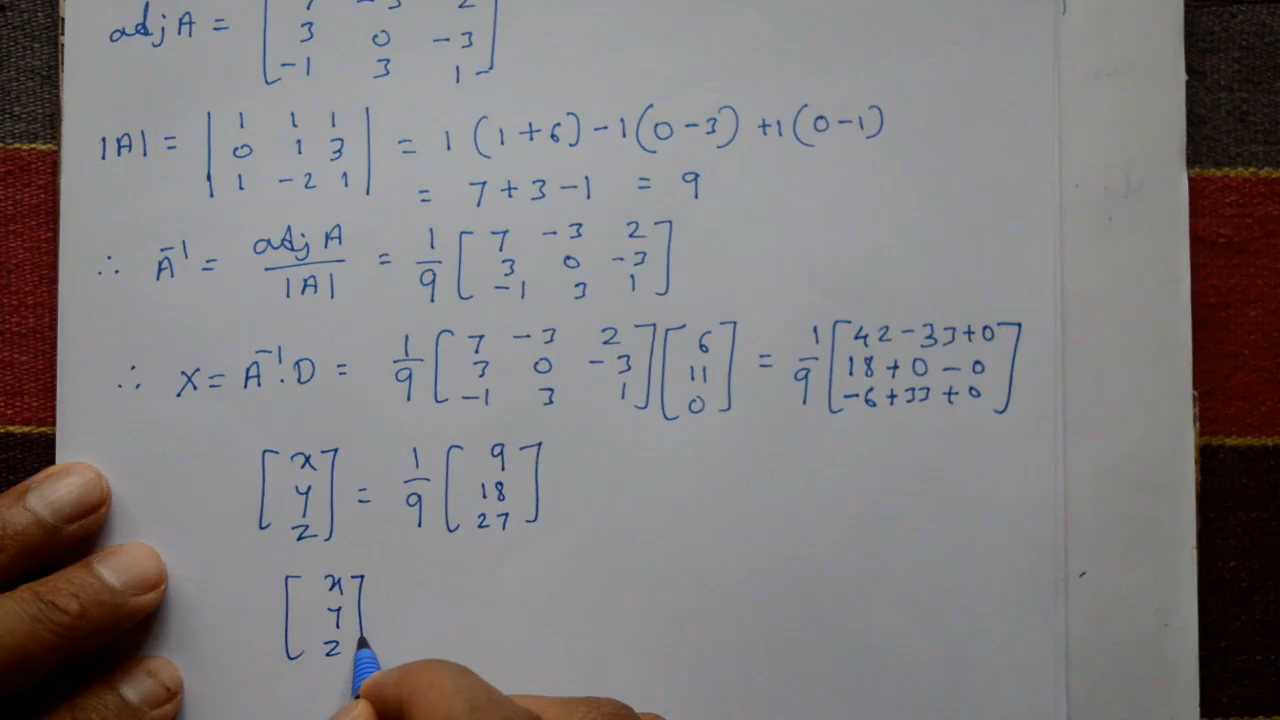 adj A = [ 7 -3 2
3 0 -3
-1 3 1 ]
|A| = | 1 1 1
0 1 3
1 -2 1 | = 1 (1+6) -1(0-3) +1(0-1)
= 7+3-1 = 9
∴ A⁻¹ = adj A / |A| = 1/9 [ 7 -3 2
3 0 -3
-1 3 1 ]
∴ X = A⁻¹.D = 1/9 [ 7 -3 2
3 0 -3
-1 3 1 ] [ 6
11
0 ] = 1/9 [ 42-33+0
18+0-0
-6+33+0 ]
[ x
y
z ] = 1/9 [ 9
18
27 ]
[ x
y
z ]